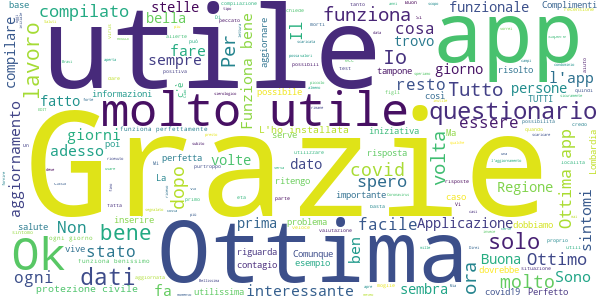 compilato
stelle
bella
base
Complimenti
utile
app
funziona
funzionale
Per
Il
cosa
fare
può
aggiornare
trovo
risolto
compilare
lavoro
sempre
Io
tampone
giorno
l'app
informazioni
possibile
resto
Tutto
persone
TUTTI
fatto
Funziona bene
molto utile
questionario
così
aggiornamento
giorni
poi
funziona perfettamente
L'ho installata
iniziativa
essere
Ma
adesso
perfetta
serve
risposta
volta
Grazie
volte
dato
covid
Regione
Ottima app
sintomi
Lombardia
La
purtroppo
ritengo
spero
dopo
importante
caso
Ok
Non
bene
inserire
prima
problema
facile
Applicazione
dobbiamo
salute
ogni giorno
Ottima
solo
stato
vive
funziona benissimo
riguarda
Comunque
ben
ora
Buona
Ottimo
dovrebbe
situazione
ogni
dati
contagio
esempio
sembra
molto
Sono
protezione civile
fa
utilissima
interessante
covid19
Perfetto